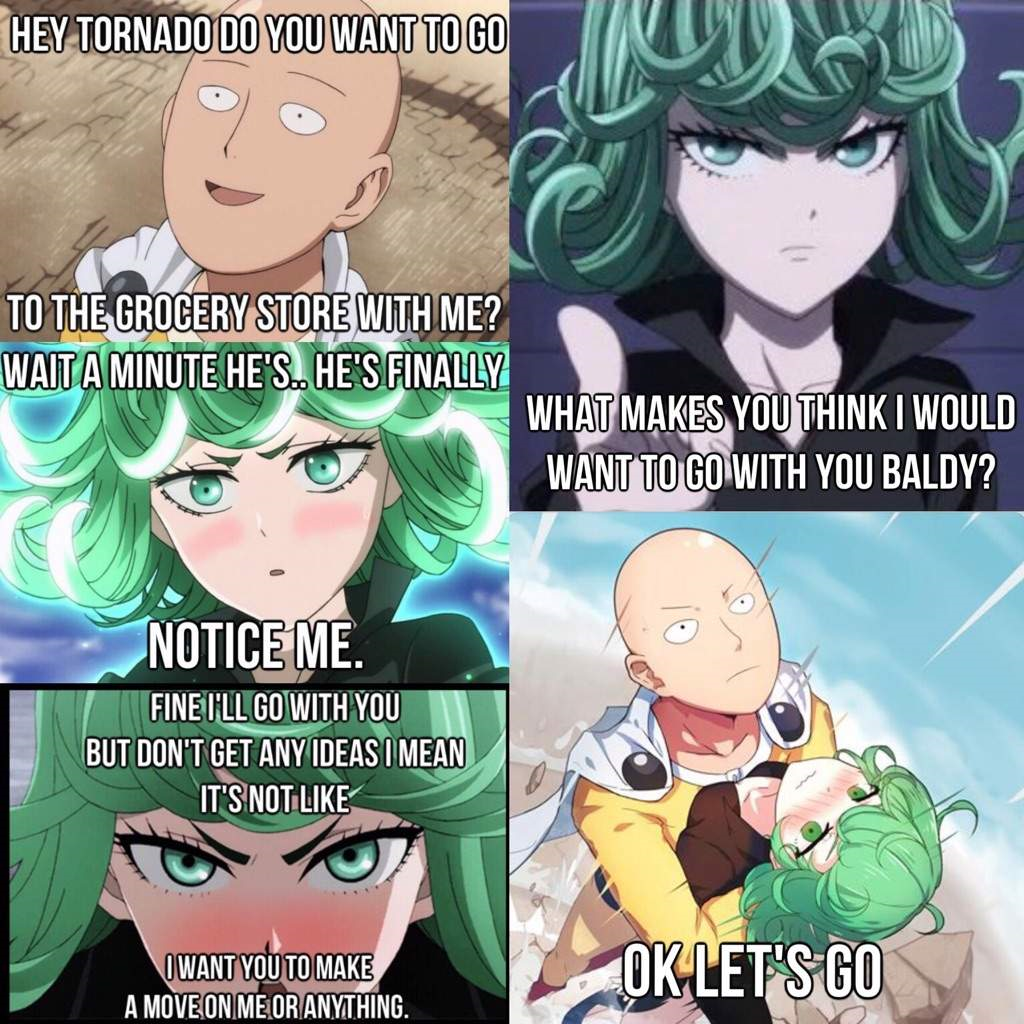 HEY TORNADO DO YOU WANT TO GO
TO THE GROCERY STORE WITH ME?
WHAT MAKES YOU THINK I WOULD
WANT TO GO WITH YOU BALDY?
WAIT A MINUTE HE'S.. HE'S FINALLY
NOTICE ME.
FINE I'LL GO WITH YOU
BUT DON'T GET ANY IDEAS I MEAN
IT'S NOT LIKE
I WANT YOU TO MAKE
A MOVE ON ME OR ANYTHING.
OK LET'S GO